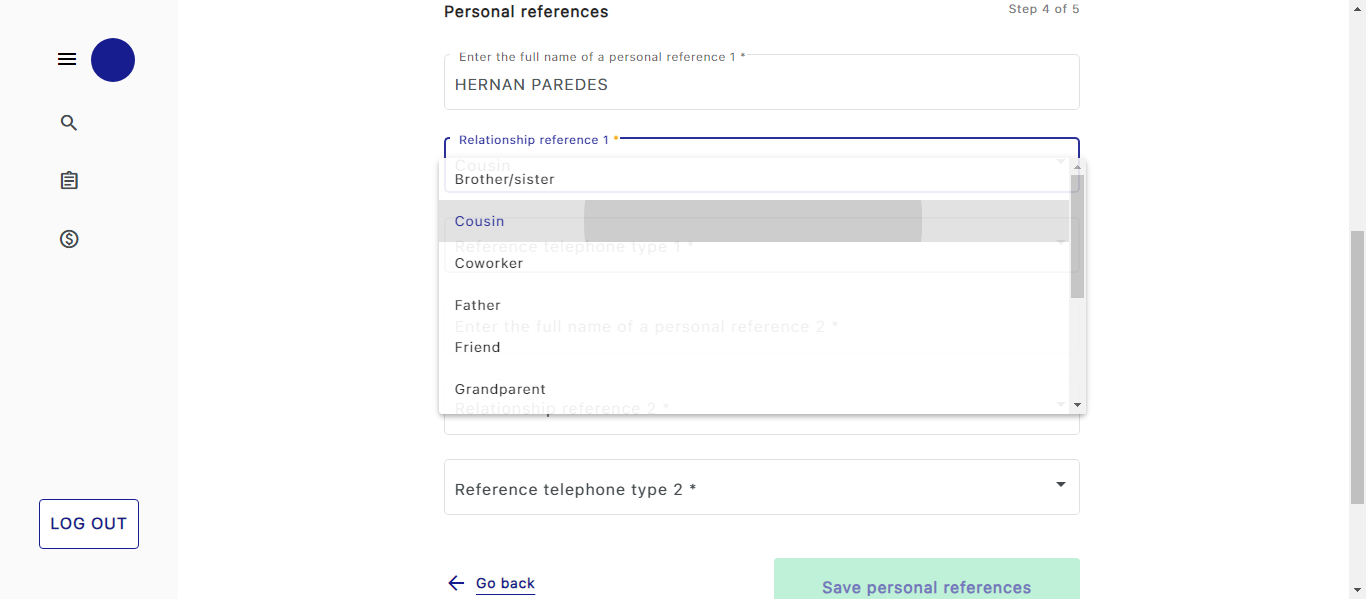 Personal references
Step 4 of 5
Enter the full name of a personal reference 1 *
HERNAN PAREDES
Relationship reference 1 *
Cousin
Brother/sister
Cousin
Reference telephone type 1 *
Coworker
Father
Enter the full name of a personal reference 2 *
Friend
Grandparent
Relationship reference 2 *
Reference telephone type 2 *
LOG OUT
Go back
Save personal references